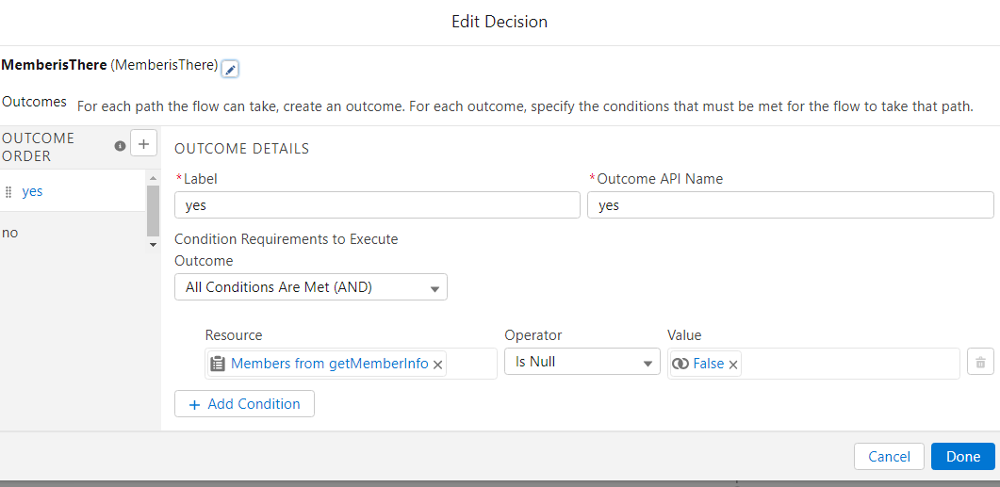 Edit Decision
MemberisThere (MemberisThere)
Outcomes For each path the flow can take, create an outcome. For each outcome, specify the conditions that must be met for the flow to take that path.
OUTCOME
ORDER
yes
no
OUTCOME DETAILS
*Label
yes
*Outcome API Name
yes
Condition Requirements to Execute
Outcome
All Conditions Are Met (AND)
Resource Operator Value
Members from getMemberInfo Is Null False
Add Condition
Cancel Done